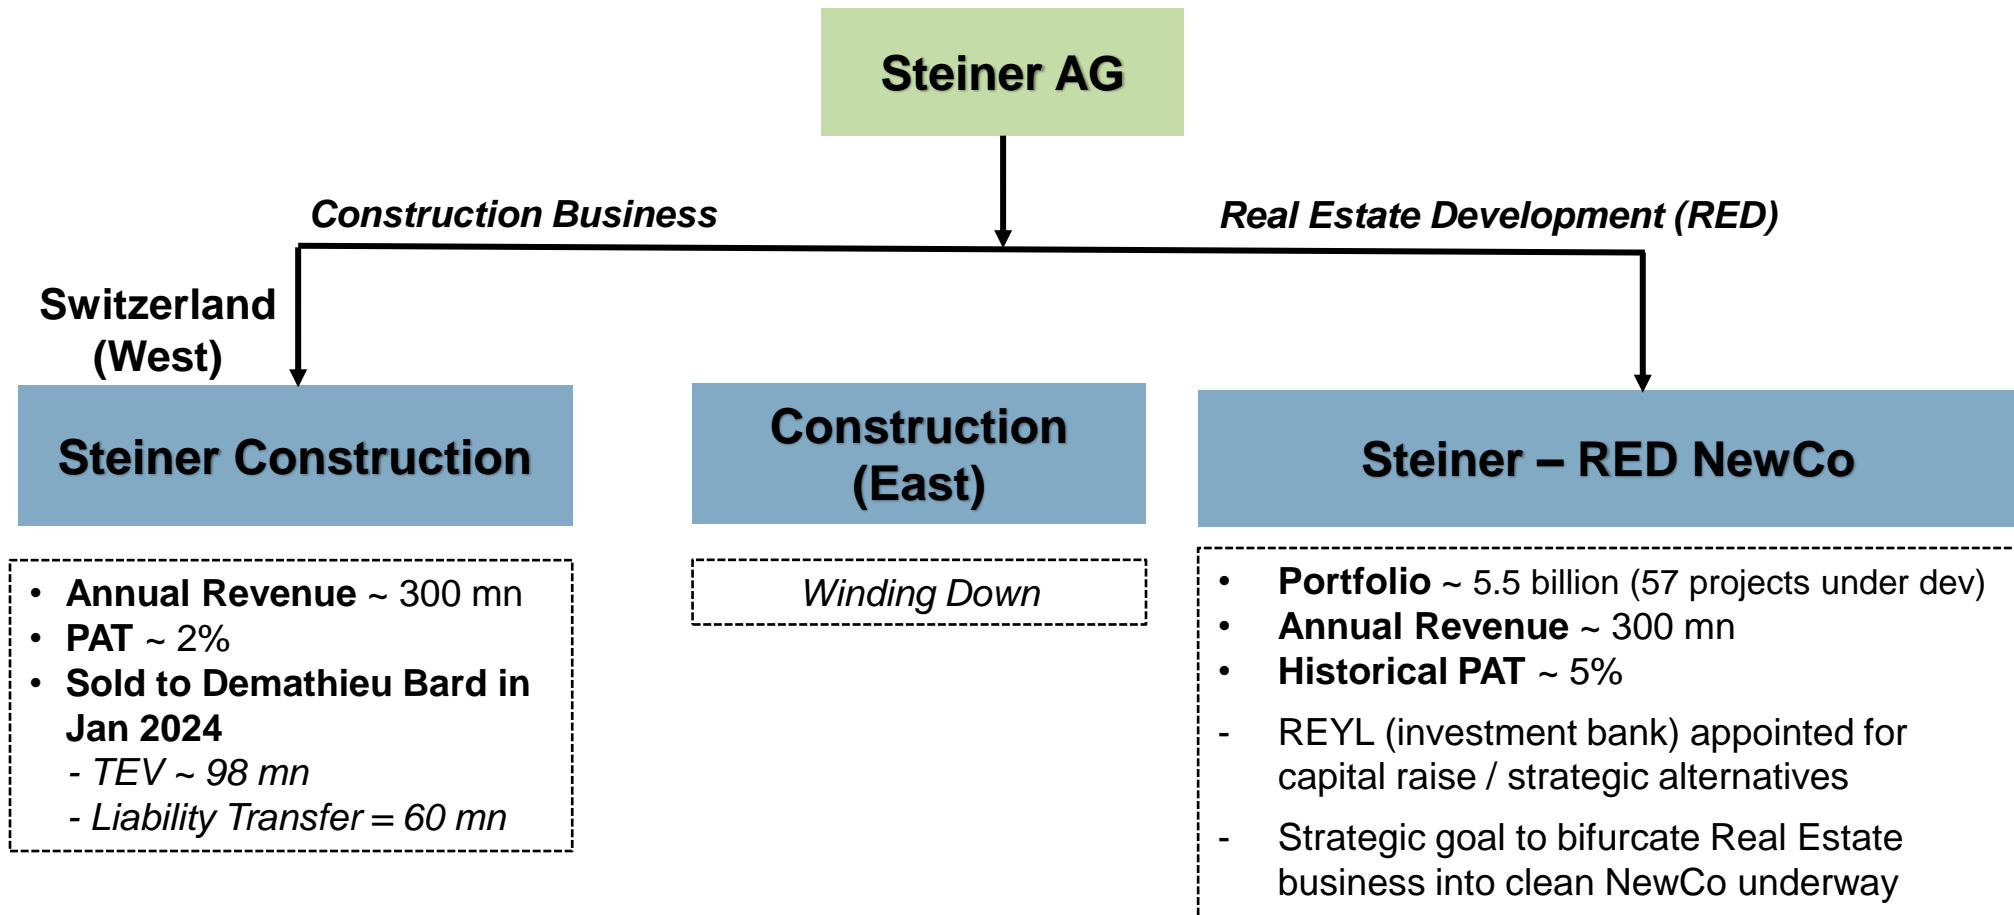 Steiner AG
Construction Business
Real Estate Development (RED)
Switzerland
(West)
Steiner Construction
• Annual Revenue ~ 300 mn
• PAT ~ 2%
• Sold to Demathieu Bard in
Jan 2024
- TEV ~ 98 mn
- Liability Transfer = 60 mn
Construction
(East)
Winding Down
Steiner – RED NewCo
• Portfolio ~ 5.5 billion (57 projects under dev)
• Annual Revenue ~ 300 mn
• Historical PAT ~ 5%
- REYL (investment bank) appointed for
capital raise / strategic alternatives
- Strategic goal to bifurcate Real Estate
business into clean NewCo underway